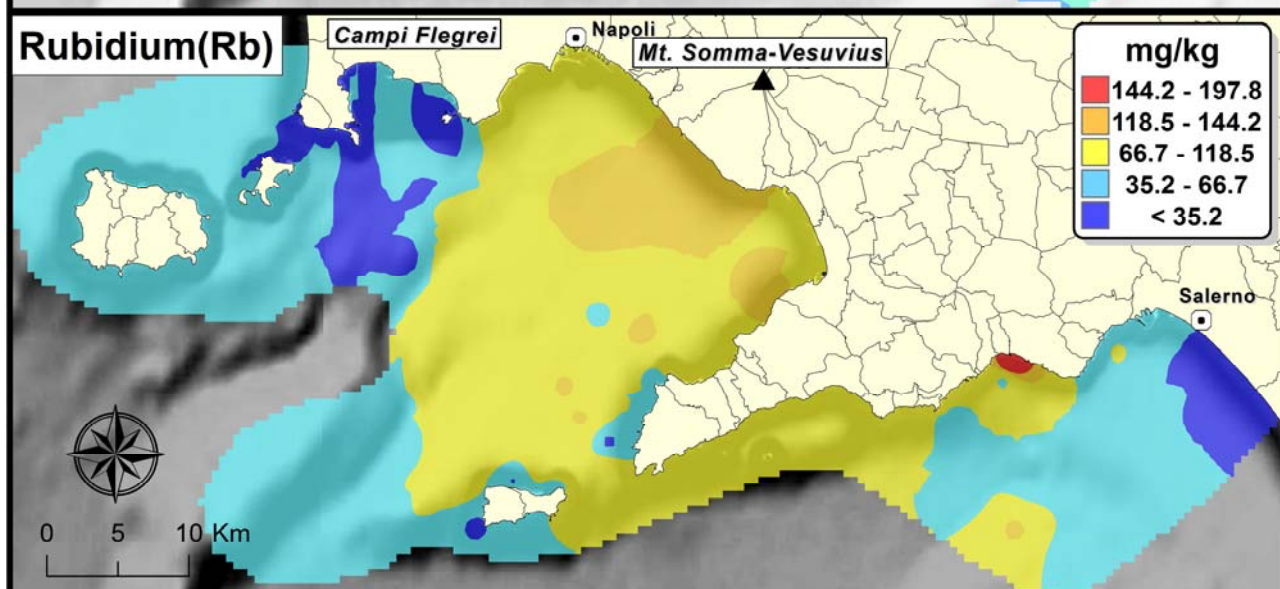 Rubidium(Rb)
Campi Flegrei
Napoli
Mt. Somma-Vesuvius
mg/kg
144.2 - 197.8
118.5 - 144.2
66.7 - 118.5
35.2 - 66.7
< 35.2
Salerno
0 5 10 Km